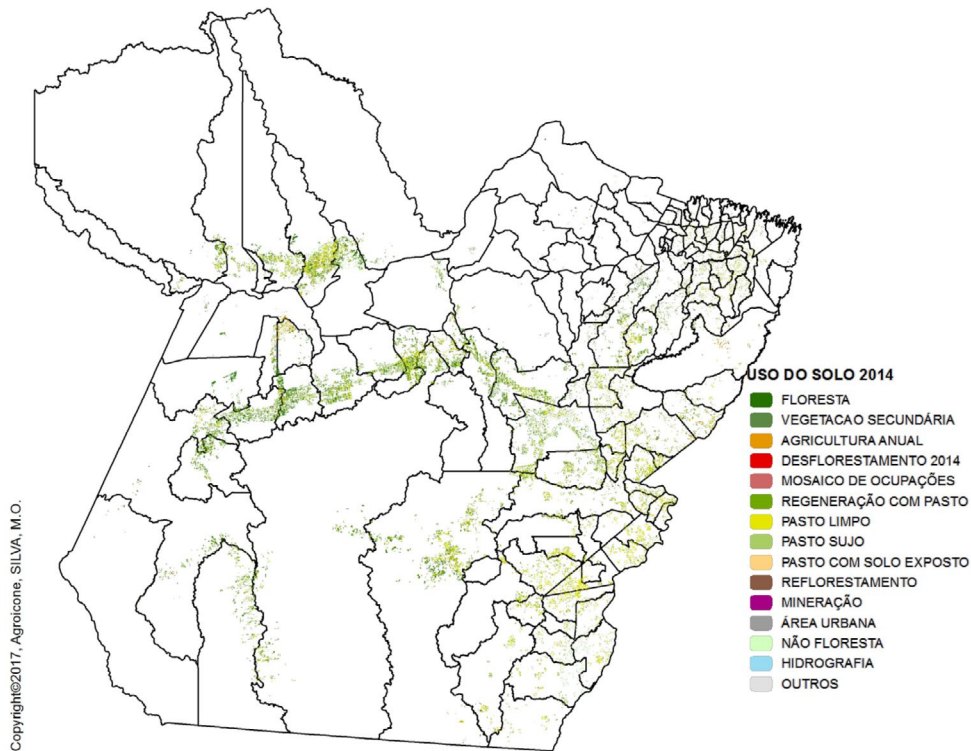 USO DO SOLO 2014
FLORESTA
VEGETACAO SECUNDÁRIA
AGRICULTURA ANUAL
DESFLORESTAMENTO 2014
MOSAICO DE OCUPAÇÕES
REGENERAÇÃO COM PASTO
PASTO LIMPO
PASTO SUJO
PASTO COM SOLO EXPOSTO
REFLORESTAMENTO
MINERAÇÃO
ÁREA URBANA
NÃO FLORESTA
HIDROGRAFIA
OUTROS
Copyright©2017, Agroicone, SILVA, M.O.